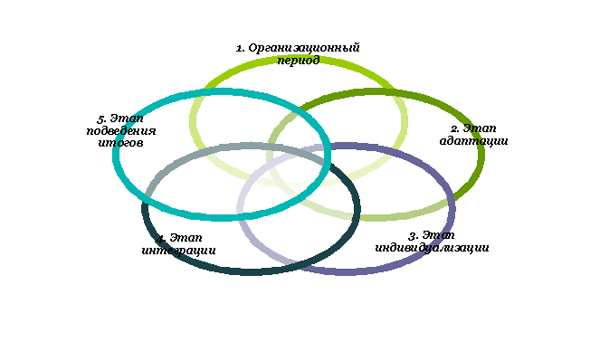 1. Организационный
период
2. Этап
адаптации
3. Этап
индивидуализации
4. Этап
интеграции
5. Этап
подведения
итогов